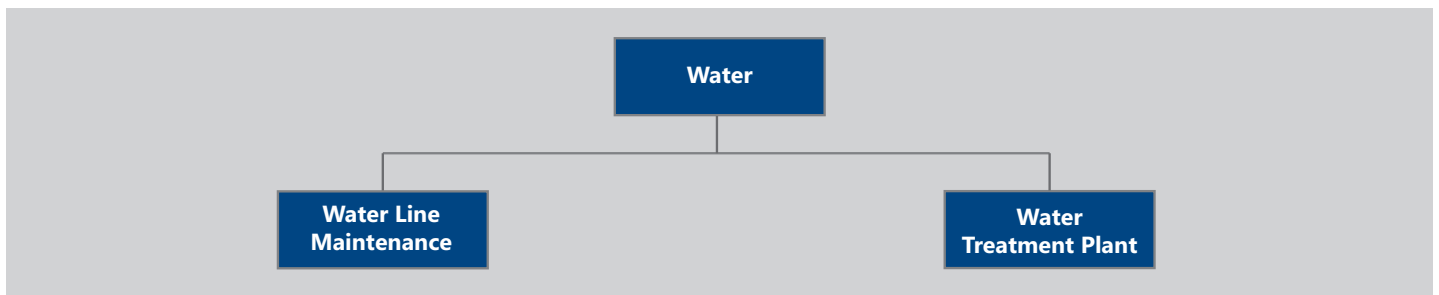 Water
Water Line
Maintenance
Water
Treatment Plant